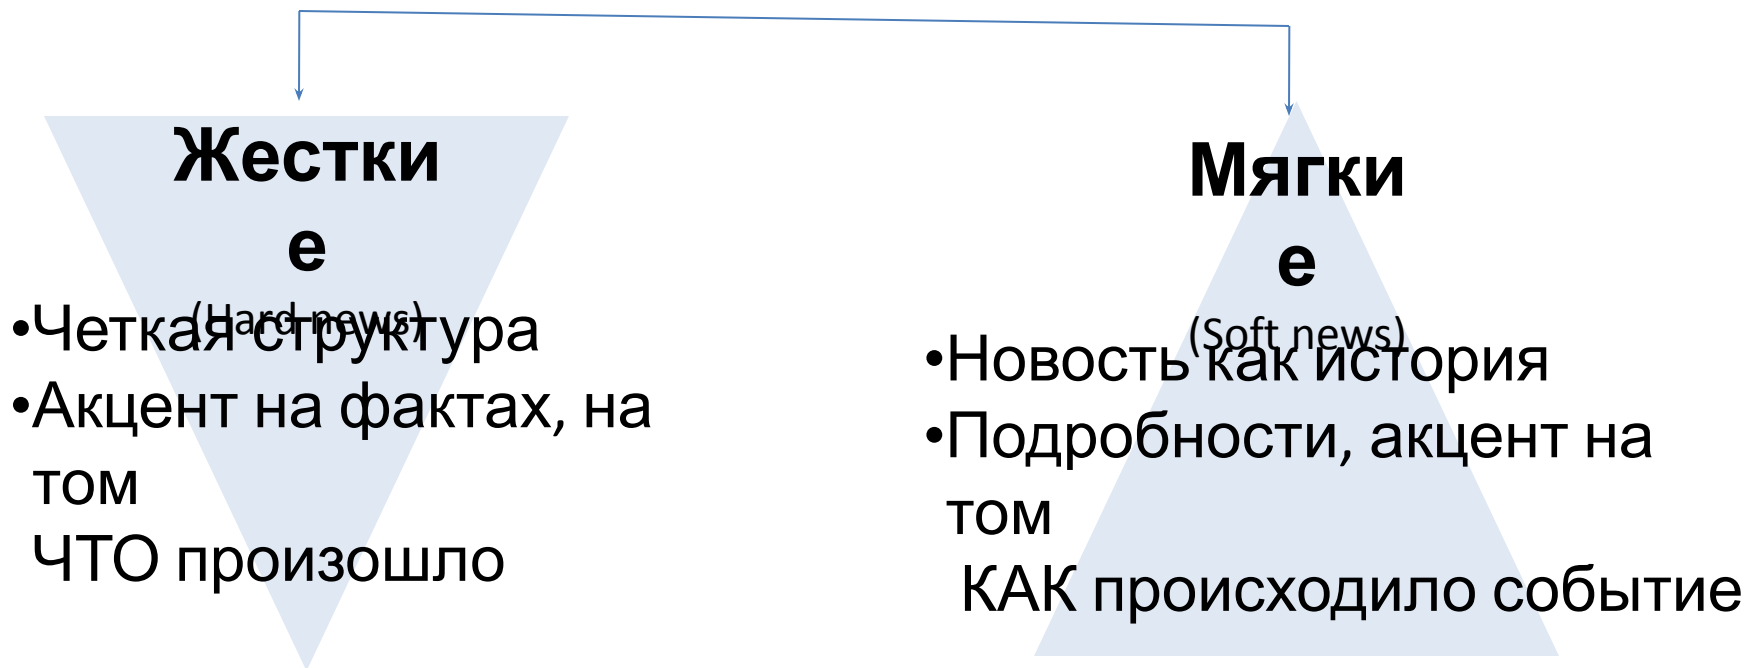 Жестки
е
(Hard news)
•Четкая структура
•Акцент на фактах, на
том
ЧТО произошло
Мягки
е
(Soft news)
•Новость как история
•Подробности, акцент на
том
КАК происходило событие